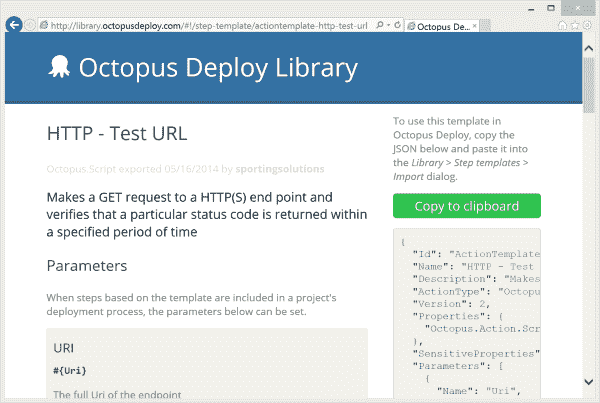 http://library.octopusdeploy.com/#!/step-template/actiontemplate-http-test-url
Octopus De...
Octopus Deploy Library
HTTP - Test URL
Octopus.Script exported 05/16/2014 by sportingsolutions
Makes a GET request to a HTTP(S) end point and
verifies that a particular status code is returned within
a specified period of time
Parameters
When steps based on the template are included in a project's
deployment process, the parameters below can be set.
URI
#{Uri}
The full Uri of the endpoint
To use this template in
Octopus Deploy, copy the
JSON below and paste it into
the Library > Step templates >
Import dialog.
Copy to clipboard
{
"Id": "ActionTemplate
"Name": "HTTP - Test
"Description": "Makes
"ActionType": "Octopu
"Version": 2,
"Properties": {
"Octopus.Action.Scr
},
"SensitiveProperties"
"Parameters": [
{
"Name": "Uri",